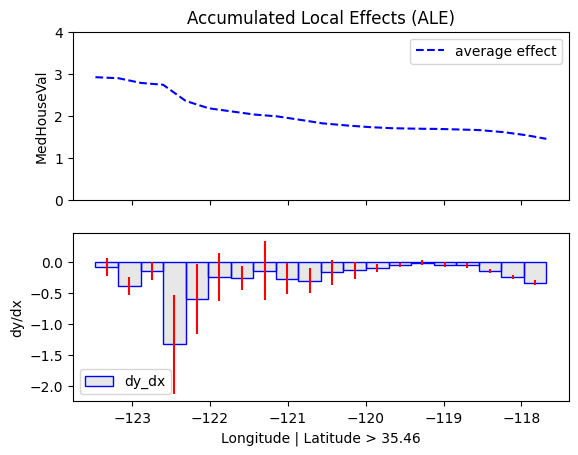 Accumulated Local Effects (ALE)
4
3
2
1
0
MedHouseVal
average effect
0.0
−0.5
−1.0
−1.5
−2.0
dy/dx
dy_dx
−123 −122 −121 −120 −119 −118
Longitude | Latitude > 35.46